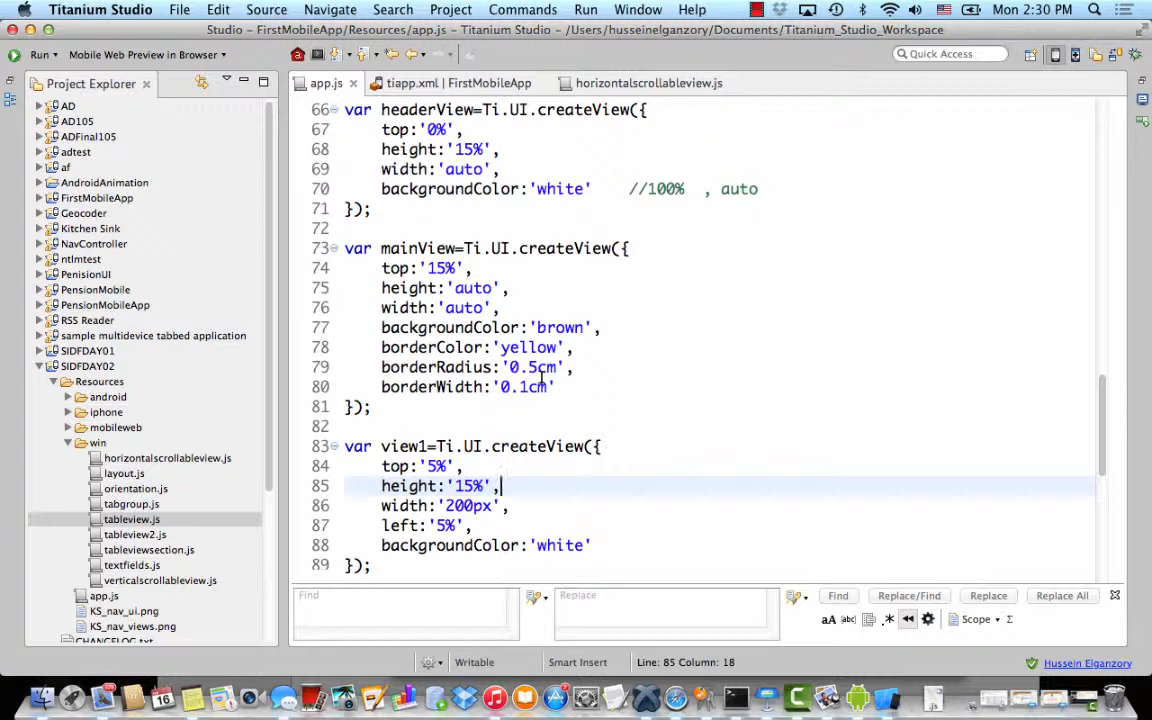 Titanium Studio File Edit Source Navigate Search Project Commands Run Window Help Mon 2:30 PM
Studio - FirstMobileApp/Resources/app.js - Titanium Studio - /Users/husseinelganzory/Documents/Titanium_Studio_Workspace
Run Mobile Web Preview in Browser Quick Access
Project Explorer app.js tiapp.xml | FirstMobileApp horizontalscrollableview.js
AD
AD105
ADFinal105
adtest
af
AndroidAnimation
FirstMobileApp
Geocoder
Kitchen Sink
NavController
ntlmtest
PenisionUI
PensionMobile
PensionMobileApp
RSS Reader
sample multidevice tabbed application
SIDFDAY01
SIDFDAY02
Resources
android
iphone
mobileweb
win
horizontalscrollableview.js
layout.js
orientation.js
tabgroup.js
tableview.js
tableview2.js
tableviewsection.js
textfields.js
verticalscrollableview.js
app.js
KS_nav_ui.png
KS_nav_views.png
CHANGELOG.txt
66 var headerView=Ti.UI.createView({
67 top:'0%',
68 height:'15%',
69 width:'auto',
70 backgroundColor:'white' //100% , auto
71 });
72
73 var mainView=Ti.UI.createView({
74 top:'15%',
75 height:'auto',
76 width:'auto',
77 backgroundColor:'brown',
78 borderColor:'yellow',
79 borderRadius:'0.5cm',
80 borderWidth:'0.1cm'
81 });
82
83 var view1=Ti.UI.createView({
84 top:'5%',
85 height:'15%',
86 width:'200px',
87 left:'5%',
88 backgroundColor:'white'
89 });
Find Replace Find Replace/Find Replace Replace All
aA abc .* Scope Σ
Writable Smart Insert Line: 85 Column: 18 Hussein Elganzory